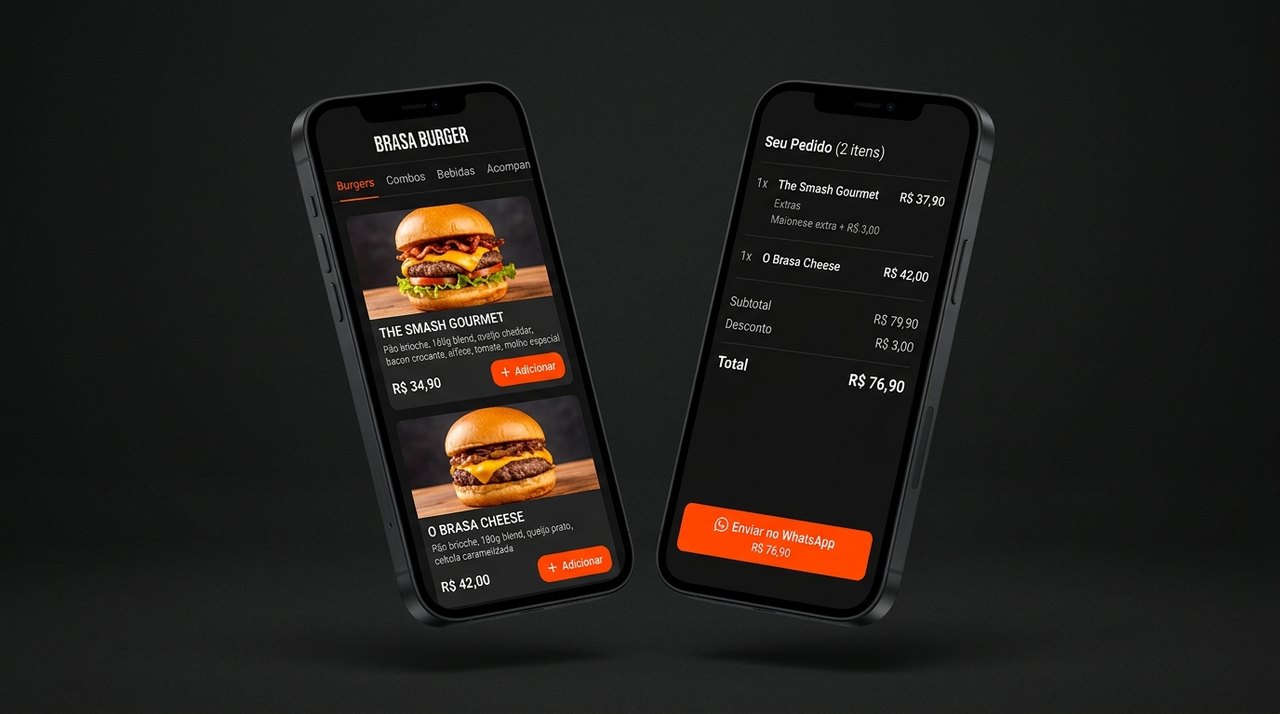 BRASA BURGER
Burgers Combos Bebidas Acompan
THE SMASH GOURMET
Pão brioche, blend, cheddar,
bacon crocante, alface, tomate, molho especial
R$ 34,90
+ Adicionar
O BRASA CHEESE
Pão brioche, 180g blend, queijo prato,
cebola caramelizada
R$ 42,00
+ Adicionar
Seu Pedido (2 itens)
1x The Smash Gourmet R$ 37,90
Extras
Maionese extra + R$ 3,00
1x O Brasa Cheese R$ 42,00
Subtotal R$ 79,90
Desconto R$ 3,00
Total R$ 76,90
Enviar no WhatsApp
R$ 76,90